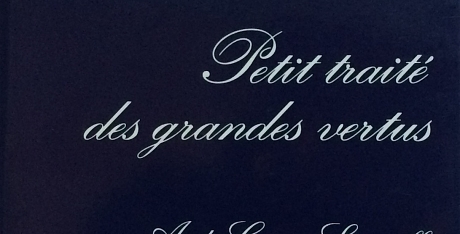 Petit traité
des grandes vertus